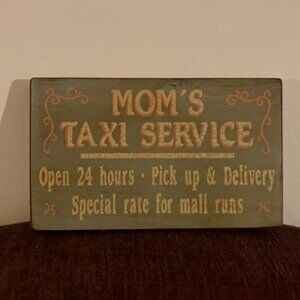 MOM'S
TAXI SERVICE
Open 24 hours · Pick up & Delivery
Special rate for mall runs